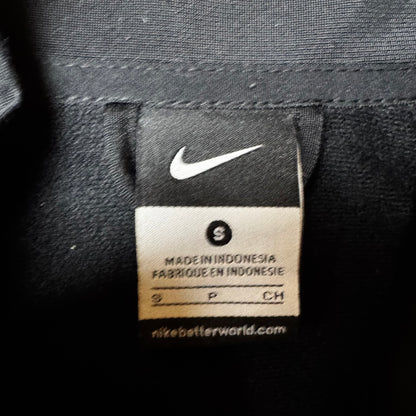 S
MADE IN INDONESIA
FABRIQUE EN INDONESIE
S P CH
nikebetterworld.com